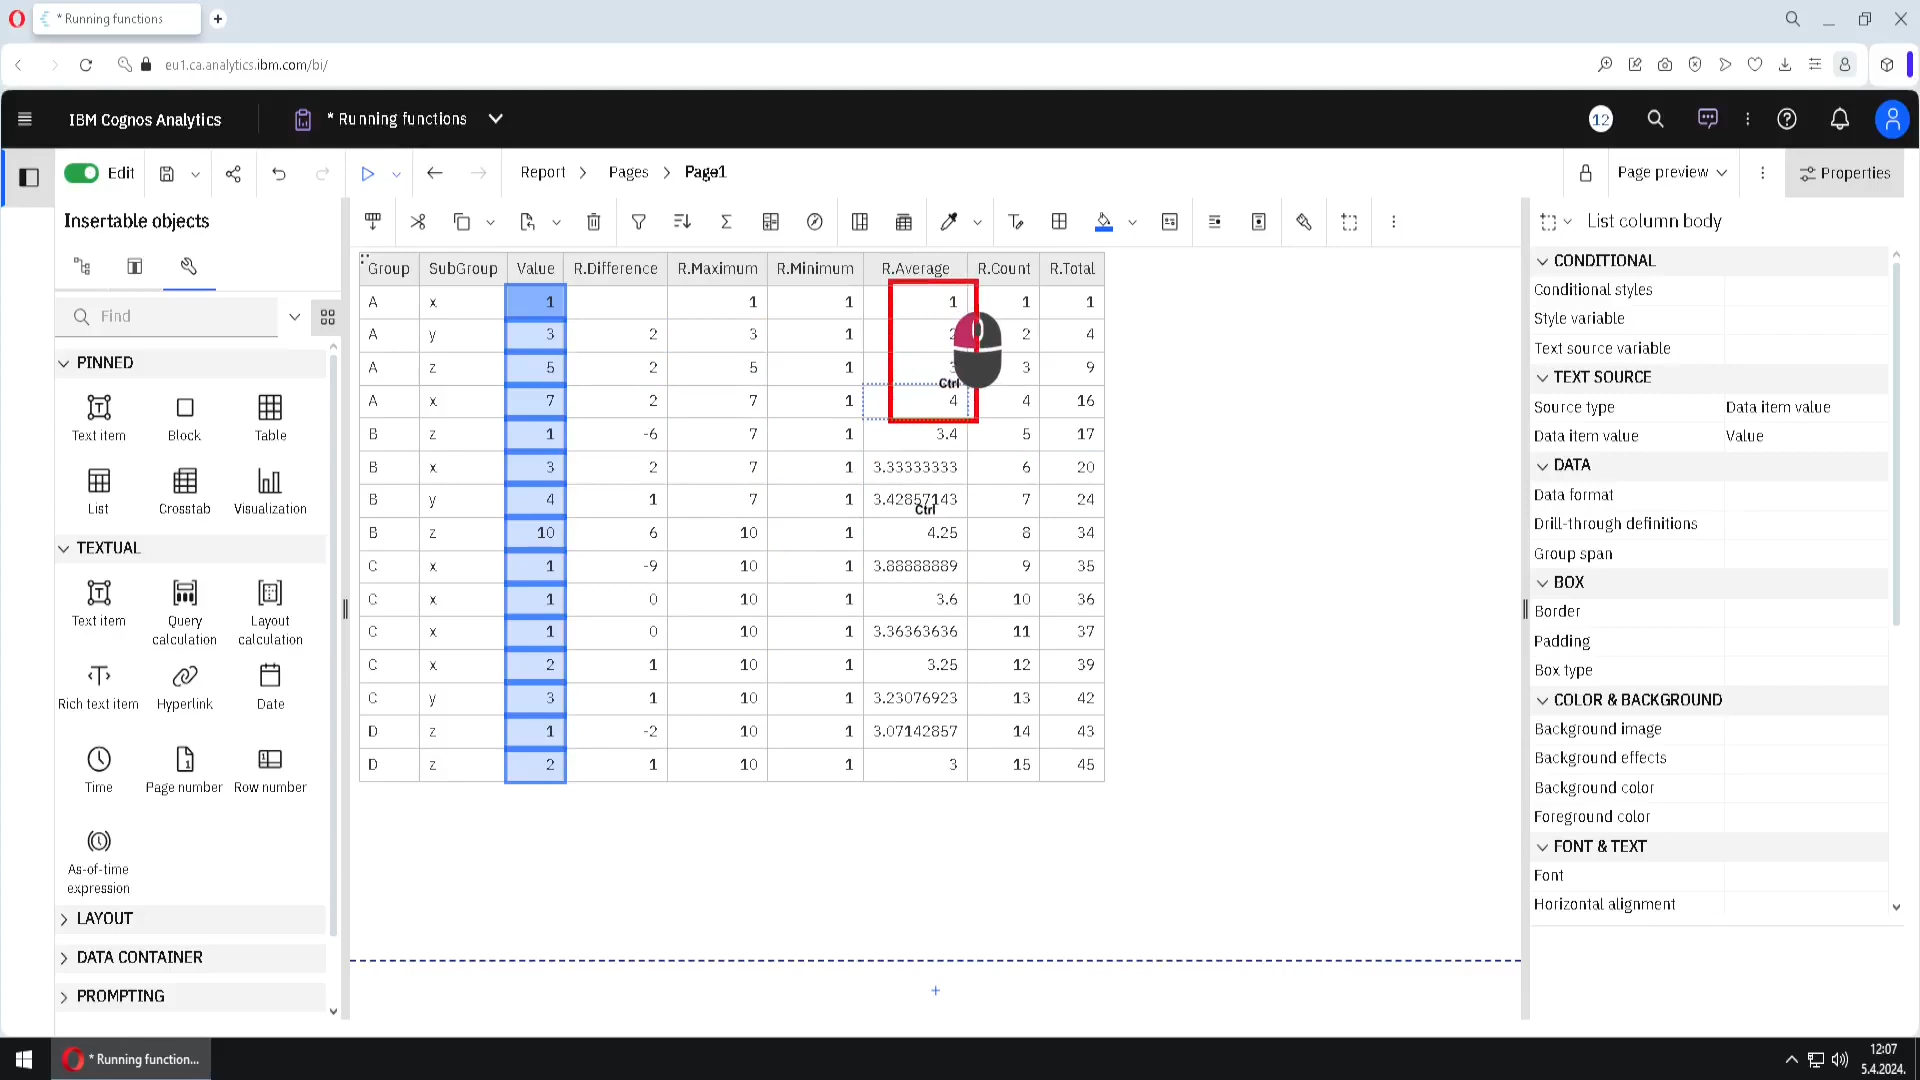 * Running functions
eu1.ca.analytics.ibm.com/bi/
IBM Cognos Analytics
* Running functions
12
Edit
Report
Pages
Page1
Page preview
Properties
Insertable objects
Find
PINNED
Text item
Block
Table
List
Crosstab
Visualization
TEXTUAL
Text item
Query calculation
Layout calculation
Rich text item
Hyperlink
Date
Time
Page number
Row number
As-of-time expression
LAYOUT
DATA CONTAINER
PROMPTING
Group SubGroup Value R.Difference R.Maximum R.Minimum R.Average R.Count R.Total
A x 1 1 1 1 1 1
A y 3 2 3 1 2 2 4
A z 5 2 5 1 3 3 9
Ctrl
A x 7 2 7 1 4 4 16
B z 1 -6 7 1 3.4 5 17
B x 3 2 7 1 3.33333333 6 20
B y 4 1 7 1 3.42857143 7 24
Ctrl
B z 10 6 10 1 4.25 8 34
C x 1 -9 10 1 3.88888889 9 35
C x 1 0 10 1 3.6 10 36
C x 1 0 10 1 3.36363636 11 37
C x 2 1 10 1 3.25 12 39
C y 3 1 10 1 3.23076923 13 42
D z 1 -2 10 1 3.07142857 14 43
D z 2 1 10 1 3 15 45
List column body
CONDITIONAL
Conditional styles
Style variable
Text source variable
TEXT SOURCE
Source type Data item value
Data item value Value
DATA
Data format
Drill-through definitions
Group span
BOX
Border
Padding
Box type
COLOR & BACKGROUND
Background image
Background effects
Background color
Foreground color
FONT & TEXT
Font
Horizontal alignment
* Running function...
12:07
5.4.2024.